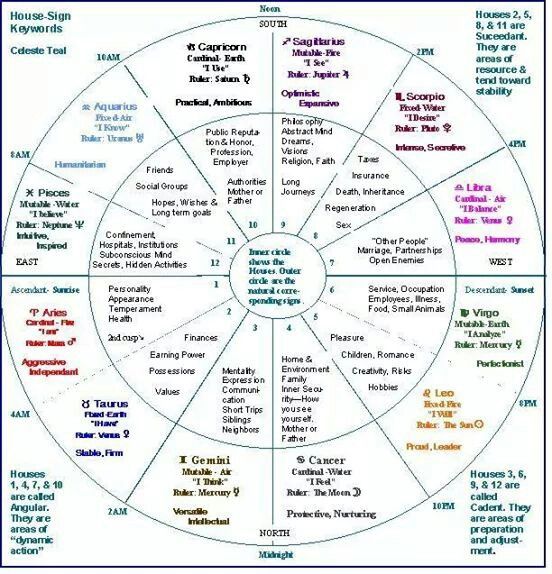 House-Sign
Keywords
Celeste Teal
Noon
SOUTH
Houses 2, 5,
8, & 11 are
Succeedant.
They are
areas of
resource &
tend toward
stability
10AM
2PM
♑ Capricorn
Cardinal- Earth
"I Use"
Ruler: Saturn ♄
Practical, Ambitious
♐ Sagittarius
Mutable-Fire
"I See"
Ruler: Jupiter ♃
Optimistic
Expansive
♏ Scorpio
Fixed-Water
"I Desire"
Ruler: Pluto
Intense, Secretive
♒ Aquarius
Fixed-Air
"I Know"
Ruler: Uranus ♅
Humanitarian
8AM
4PM
♎ Libra
Cardinal - Air
"I Balance"
Ruler: Venus ♀
Peace, Harmony
♓ Pisces
Mutable -Water
"I believe"
Ruler: Neptune ♆
Intuitive,
Inspired
EAST
WEST
Public Reputa-
tion & Honor,
Profession,
Employer
Authorities
Mother or
Father
10
Philosophy
Abstract Mind
Dreams,
Visions
Religion, Faith
Long
Journeys
9
Taxes
Insurance
Death, Inheritance
Regeneration
Sex
8
Friends
Social Groups
Hopes, Wishes &
Long term goals
11
"Other People"
Marriage, Partnerships
Open Enemies
7
Confinement,
Hospitals, Institutions
Subconscious Mind
Secrets, Hidden Activities
12
Inner circle
shows the
Houses. Outer
circle are the
natural corre-
sponding signs.
Ascendant- Sunrise
Descendant- Sunset
1
Personality
Appearance
Temperament
Health
2nd cusp
6
Service, Occupation
Employees, Illness,
Food, Small Animals
2
Finances
Earning Power
Possessions
Values
5
Pleasure
Children, Romance
Creativity, Risks
Hobbies
3
Mentality
Expression
Communi-
cation
Short Trips
Siblings
Neighbors
4
Home &
Environment
Family
Inner Sec-
rity—How
you see
yourself.
Mother or
Father
♈ Aries
Cardinal - Fire
"I am"
Ruler: Mars ♂
Aggressive
Independant
♍ Virgo
Mutable-Earth
"I Analyze"
Ruler: Mercury ☿
Perfectionist
4AM
8PM
♉ Taurus
Fixed-Earth
"I Have"
Ruler: Venus ♀
Stable, Firm
♌ Leo
Fixed-Fire
"I Will"
Ruler: The Sun ☉
Proud, Leader
♊ Gemini
Mutable - Air
"I Think"
Ruler: Mercury ☿
Versatile
Intellectual
♋ Cancer
Cardinal -Water
"I Feel"
Ruler: The Moon ☽
Protective, Nurturing
2AM
10PM
NORTH
Midnight
Houses
1, 4, 7, & 10
are called
Angular.
They are
areas of
"dynamic
action"
Houses 3, 6,
9, & 12 are
called
Cadent. They
are areas of
preparation
and adjust-
ment.